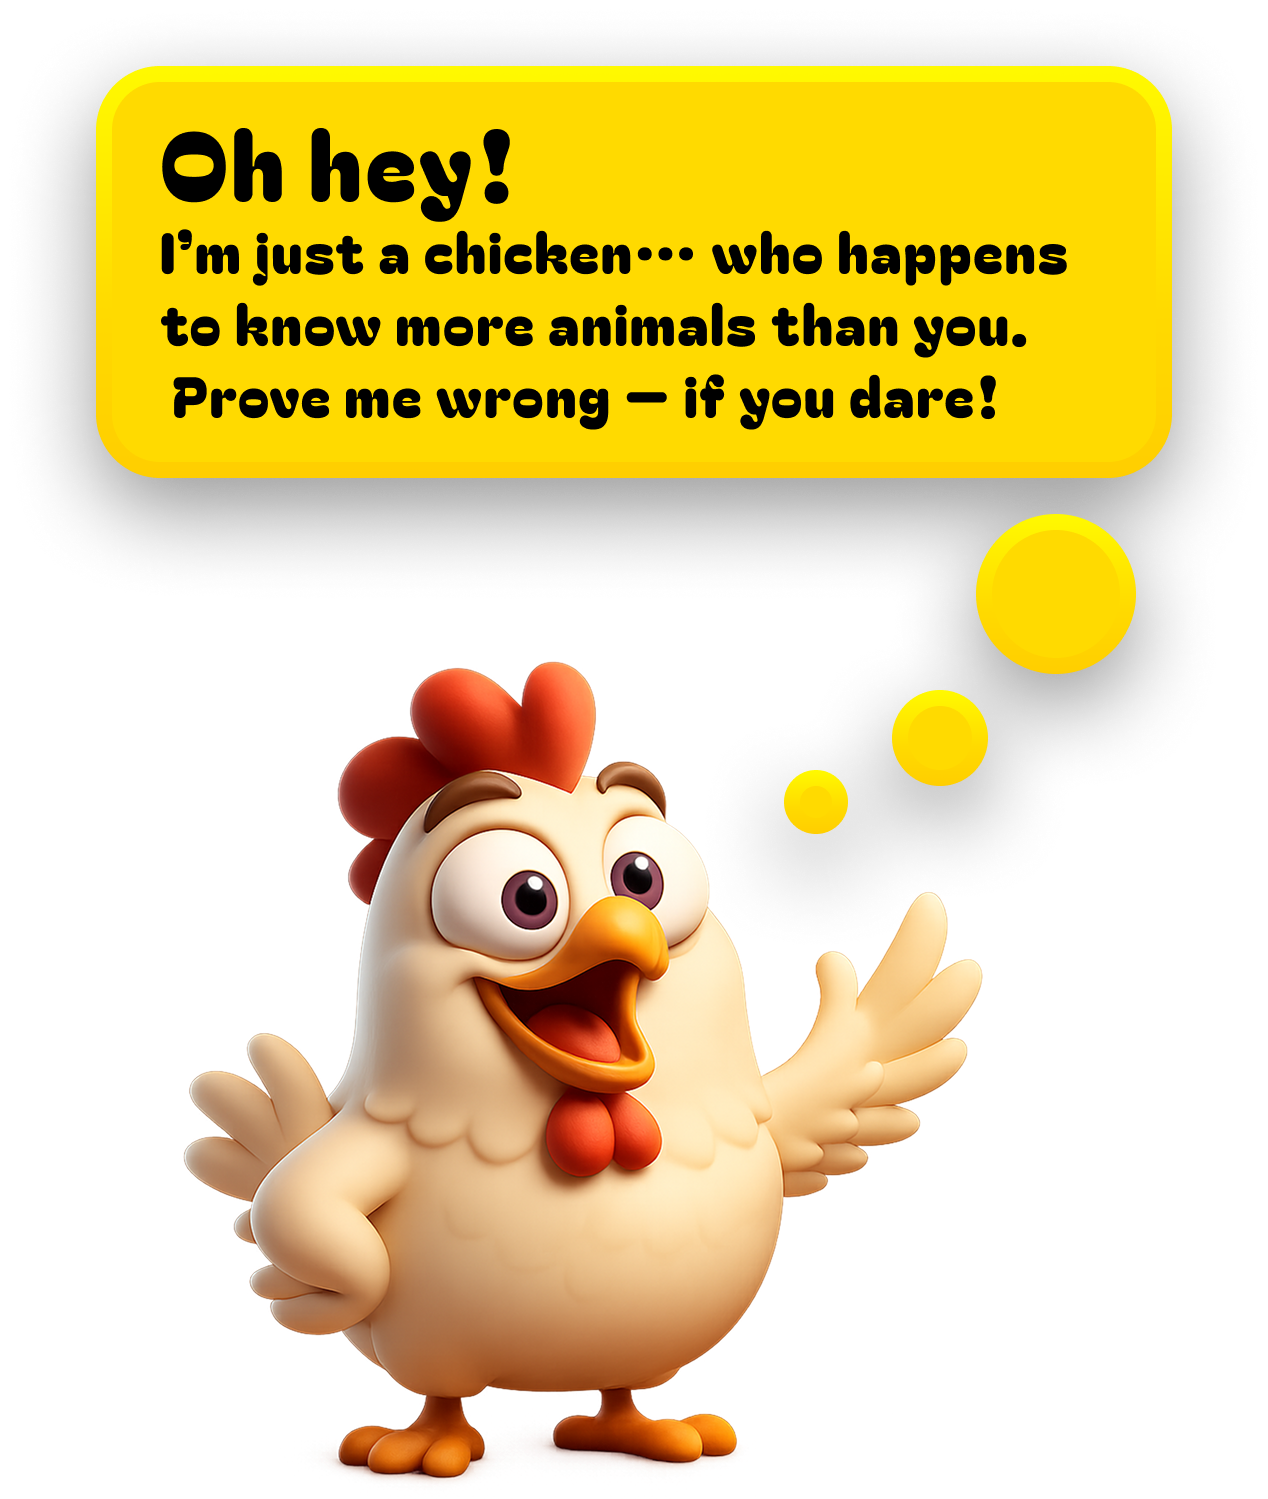 Oh hey!
I'm just a chicken··· who happens
to know more animals than you.
Prove me wrong — if you dare!